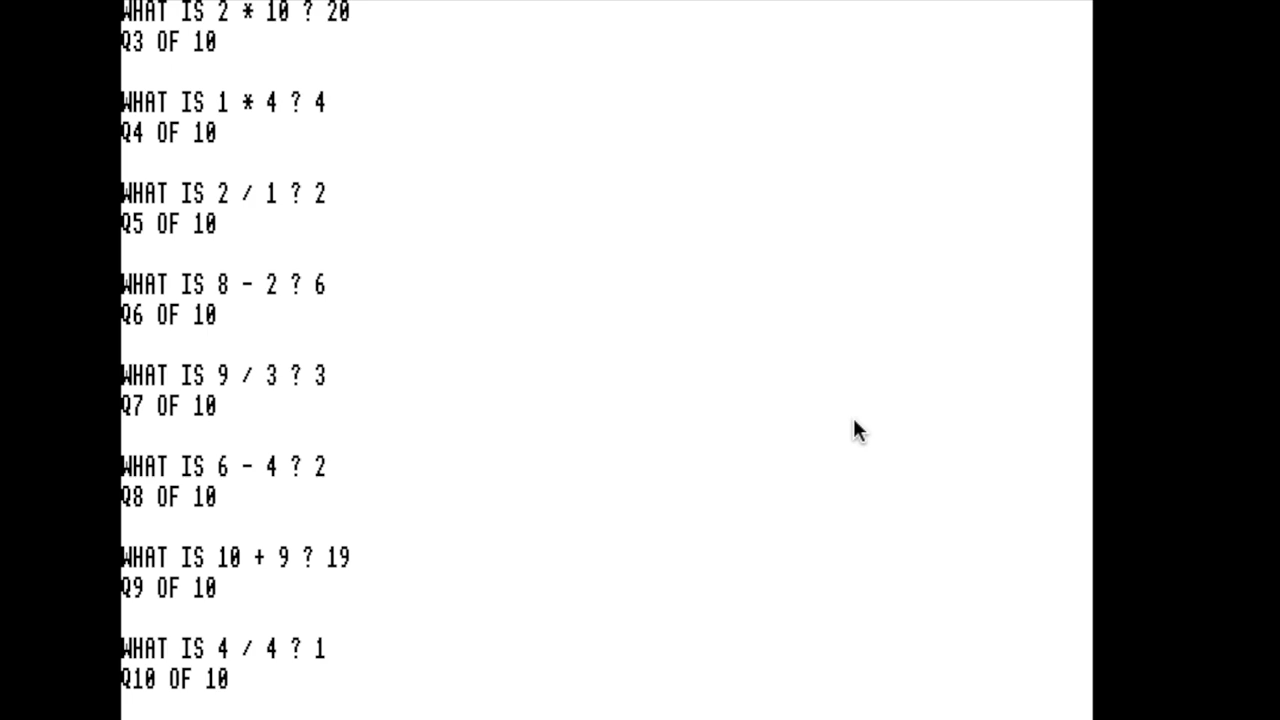 WHAT IS 2 * 10 ? 20
Q3 OF 10
WHAT IS 1 * 4 ? 4
Q4 OF 10
WHAT IS 2 / 1 ? 2
Q5 OF 10
WHAT IS 8 - 2 ? 6
Q6 OF 10
WHAT IS 9 / 3 ? 3
Q7 OF 10
WHAT IS 6 - 4 ? 2
Q8 OF 10
WHAT IS 10 + 9 ? 19
Q9 OF 10
WHAT IS 4 / 4 ? 1
Q10 OF 10